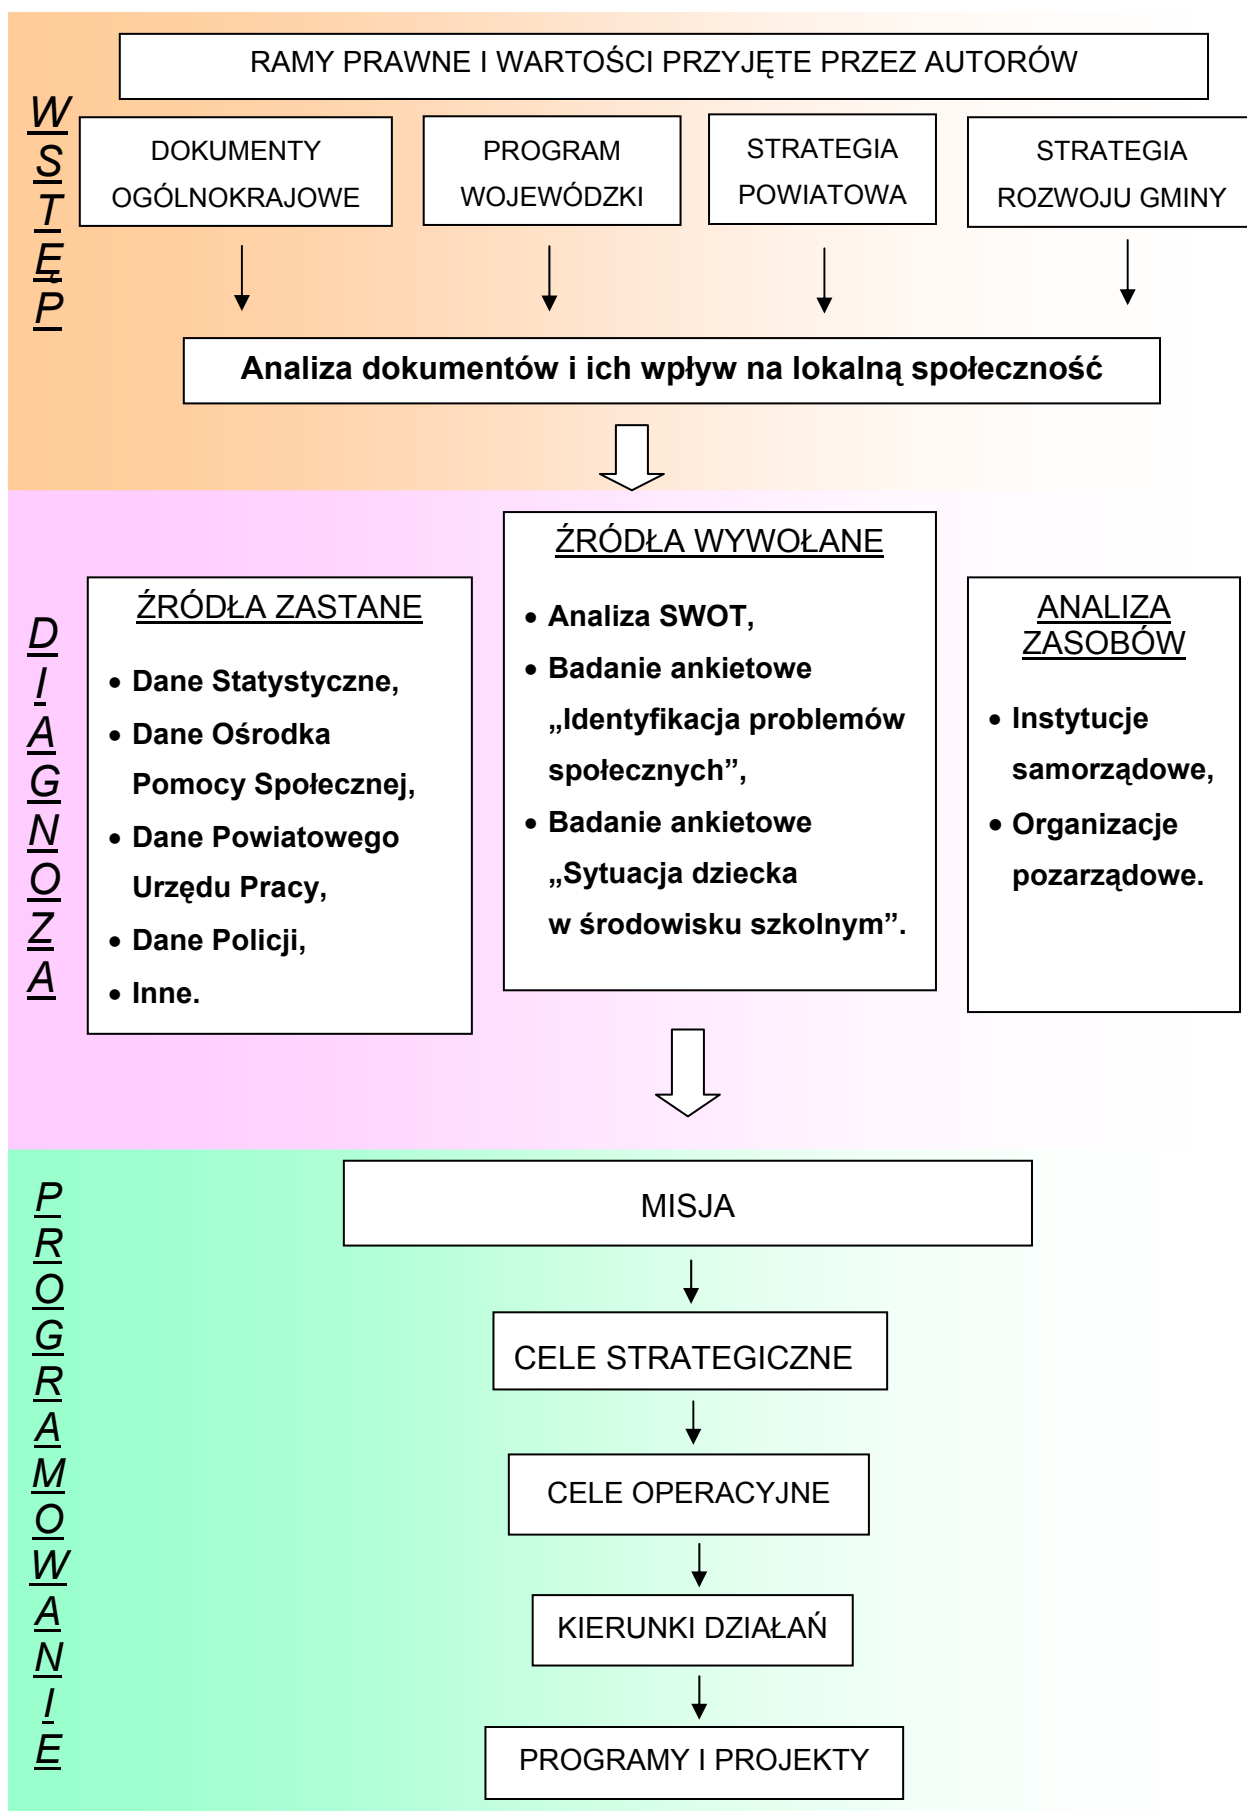 WSTĘP
RAMY PRAWNE I WARTOŚCI PRZYJĘTE PRZEZ AUTORÓW
DOKUMENTY
OGÓLNOKRAJOWE
PROGRAM
WOJEWÓDZKI
STRATEGIA
POWIATOWA
STRATEGIA
ROZWOJU GMINY
Analiza dokumentów i ich wpływ na lokalną społeczność
DIAGNOZA
ŹRÓDŁA ZASTANE
• Dane Statystyczne,
• Dane Ośrodka
Pomocy Społecznej,
• Dane Powiatowego
Urzędu Pracy,
• Dane Policji,
• Inne.
ŹRÓDŁA WYWOŁANE
• Analiza SWOT,
• Badanie ankietowe
„Identyfikacja problemów
społecznych”,
• Badanie ankietowe
„Sytuacja dziecka
w środowisku szkolnym”.
ANALIZA
ZASOBÓW
• Instytucje
samorządowe,
• Organizacje
pozarządowe.
PROGRAMOWANIE
MISJA
CELE STRATEGICZNE
CELE OPERACYJNE
KIERUNKI DZIAŁAŃ
PROGRAMY I PROJEKTY